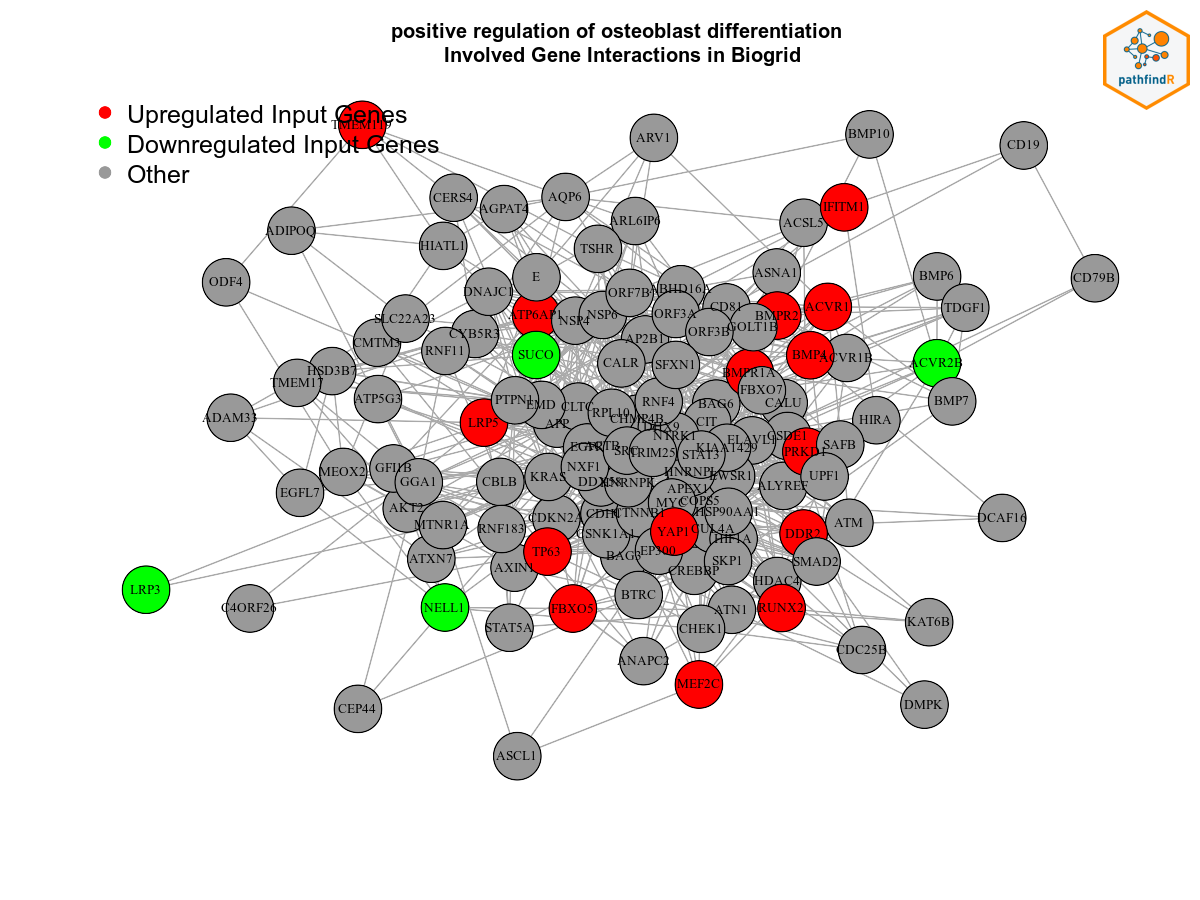 positive regulation of osteoblast differentiation
Involved Gene Interactions in Biogrid
pathfindR
Upregulated Input Genes
Downregulated Input Genes
Other
TMEM119
ARV1
BMP10
CD19
CERS4
AGPAT4
AQP6
ARL6IP6
IFITM1
ACSL5
ADIPOQ
HIATL1
TSHR
ODF4
DNAJC1
E
ORF7B
ABHD16A
ASNA1
BMP6
CD79B
SLC22A23
ATP6AP1
NSP4
NSP6
ORF3A
CD81
BMPR2
ACVR1
TDGF1
CMTM3
CYB5R3
RNF11
SUCO
AP2B1
ORF3B
GOLT1B
BMP4
ACVR1B
ACVR2B
HSD3B7
TMEM17
CALR
SFXN1
BMPR1A
FBXO7
ATP5G3
PTPN1
EMD
CLTC
RPL10
RNF4
BAG6
CALU
BMP7
ADAM33
LRP5
APP
CHMP4B
DHX9
CIT
HIRA
NTRK1
ELAVL1
CSDE1
SAFB
EGFR
ACTB
SRC
TRIM25
STAT3
KIAA1429
PRKD1
MEOX2
GFI1B
GGA1
CBLB
KRAS
NXF1
DDX58
HNRNPK
HNRNPL
EWSR1
ALYREF
UPF1
EGFL7
APEX1
MYC
COPS5
AKT2
MTNR1A
RNF183
CDKN2A
CDH1
CTNNB1
HSP90AA1
ATM
DCAF16
CSNK1A1
YAP1
CUL4A
HIF1A
DDR2
ATXN7
AXIN1
TP63
BAG3
EP300
SKP1
SMAD2
CREBBP
HDAC4
LRP3
C4ORF26
NELL1
FBXO5
BTRC
ATN1
RUNX2
STAT5A
CHEK1
KAT6B
ANAPC2
CDC25B
MEF2C
CEP44
DMPK
ASCL1